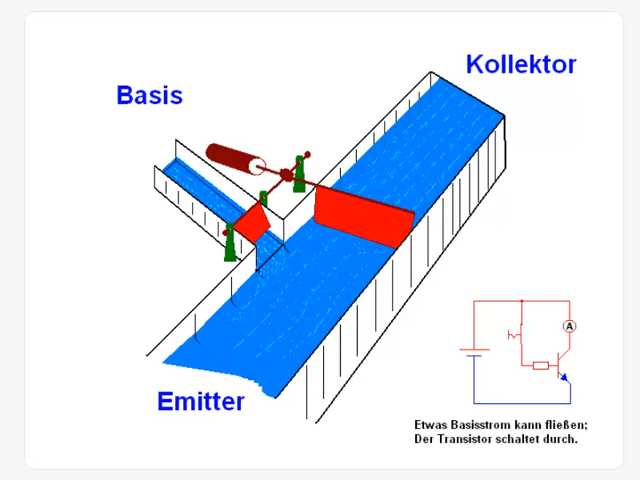 Kollektor
Basis
A
Emitter
Etwas Basisstrom kann fließen;
Der Transistor schaltet durch.